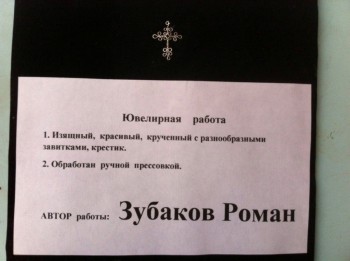 Ювелирная работа
1. Изящный, красивый, крученный с разнообразными
завитками, крестик.
2. Обработан ручной прессовкой.
АВТОР работы: Зубаков Роман